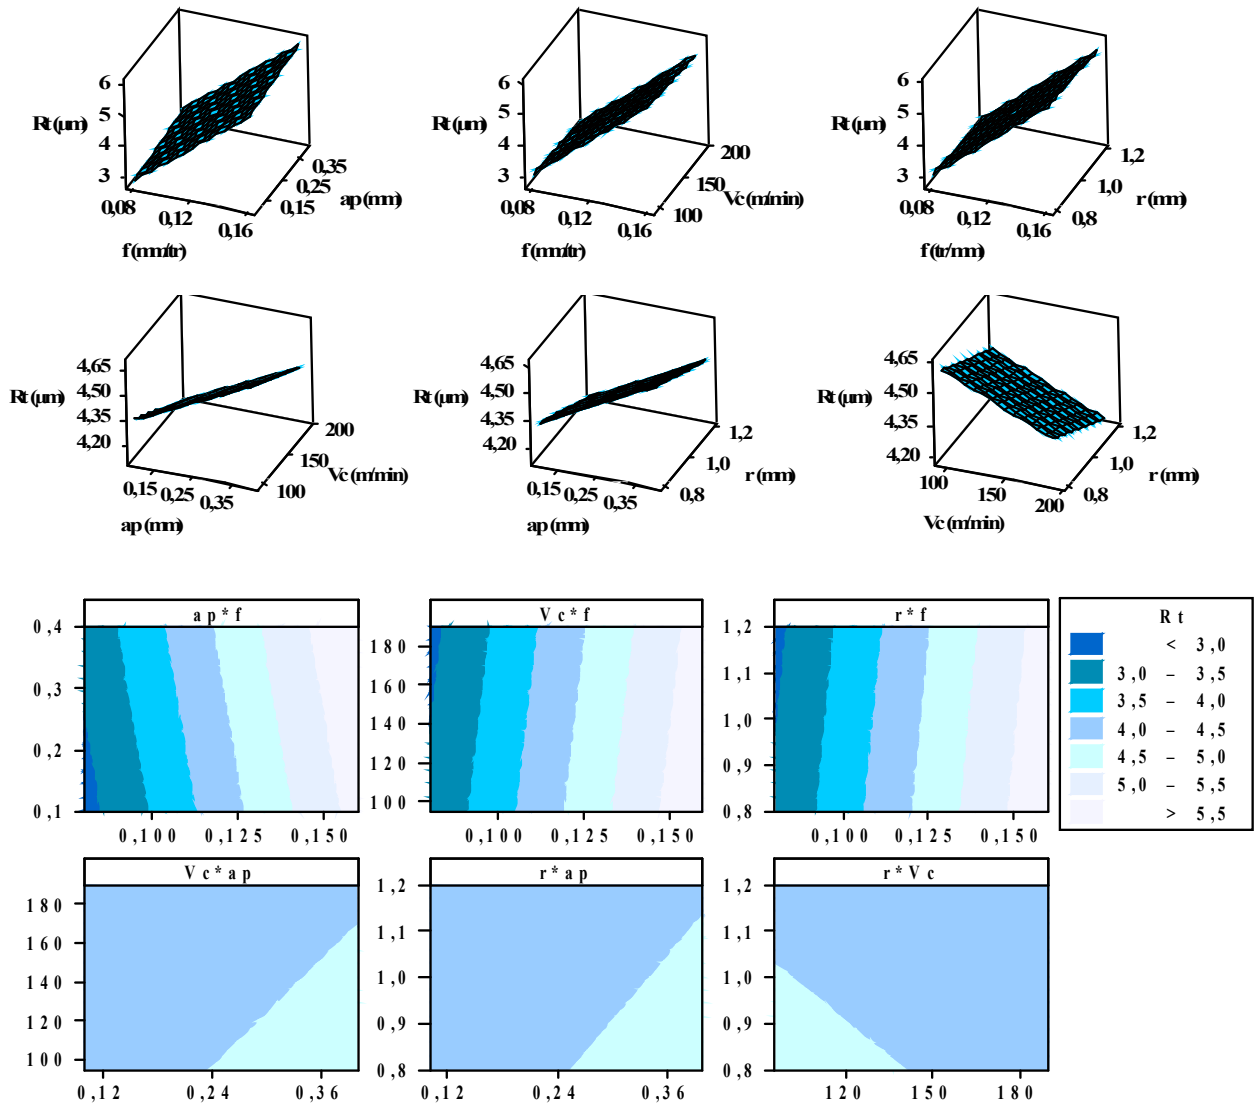 6
5
4
3
Rt(µm)
0,08
0,12
0,16
f(mm/tr)
0,15
0,25
0,35
ap(mm)
6
5
4
3
Rt(µm)
0,08
0,12
0,16
f(mm/tr)
100
150
200
Vc(m/min)
6
5
4
3
Rt(µm)
0,08
0,12
0,16
f(tr/mm)
0,8
1,0
1,2
r(mm)
4,65
4,50
4,35
4,20
Rt(µm)
0,15
0,25
0,35
ap(mm)
100
150
200
Vc(m/min)
4,65
4,50
4,35
4,20
Rt(µm)
0,15
0,25
0,35
ap(mm)
0,8
1,0
1,2
r(mm)
4,65
4,50
4,35
4,20
Rt(µm)
100
150
200
Vc(m/min)
0,8
1,0
1,2
r(mm)
ap*f
0,4
0,3
0,2
0,1
0,100 0,125 0,150
Vc*f
180
160
140
120
100
0,100 0,125 0,150
r*f
1,2
1,1
1,0
0,9
0,8
0,100 0,125 0,150
Rt
< 3,0
3,0 – 3,5
3,5 – 4,0
4,0 – 4,5
4,5 – 5,0
5,0 – 5,5
> 5,5
Vc*ap
180
160
140
120
100
0,12 0,24 0,36
r*ap
1,2
1,1
1,0
0,9
0,8
0,12 0,24 0,36
r*Vc
1,2
1,1
1,0
0,9
0,8
120 150 180